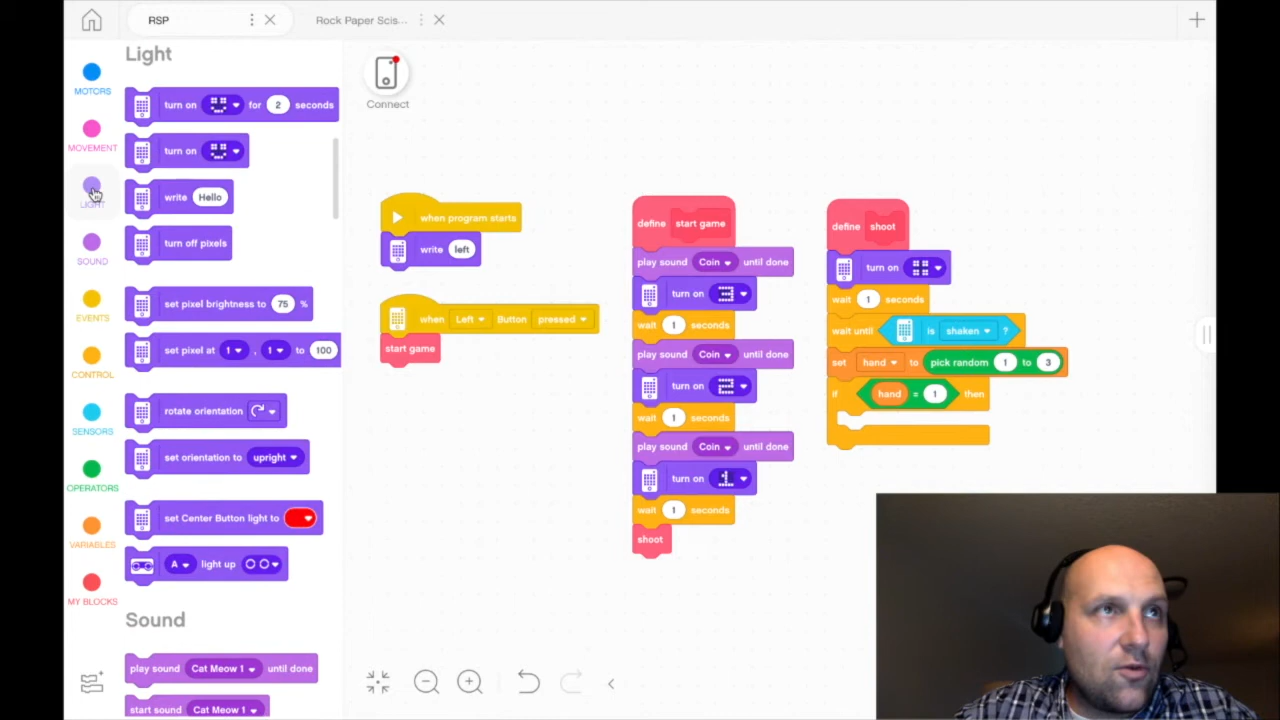 RSP
Rock Paper Scis...
Light
Connect
MOTORS
MOVEMENT
LIGHT
SOUND
EVENTS
CONTROL
SENSORS
OPERATORS
VARIABLES
MY BLOCKS
turn on for 2 seconds
turn on
write Hello
turn off pixels
set pixel brightness to 75 %
set pixel at 1 , 1 to 100
rotate orientation
set orientation to upright
set Center Button light to
A light up
Sound
play sound Cat Meow 1 until done
start sound Cat Meow 1
when program starts
write left
when Left Button pressed
start game
define start game
play sound Coin until done
turn on
wait 1 seconds
play sound Coin until done
turn on
wait 1 seconds
play sound Coin until done
turn on
wait 1 seconds
shoot
define shoot
turn on
wait 1 seconds
wait until is shaken ?
set hand to pick random 1 to 3
if hand = 1 then